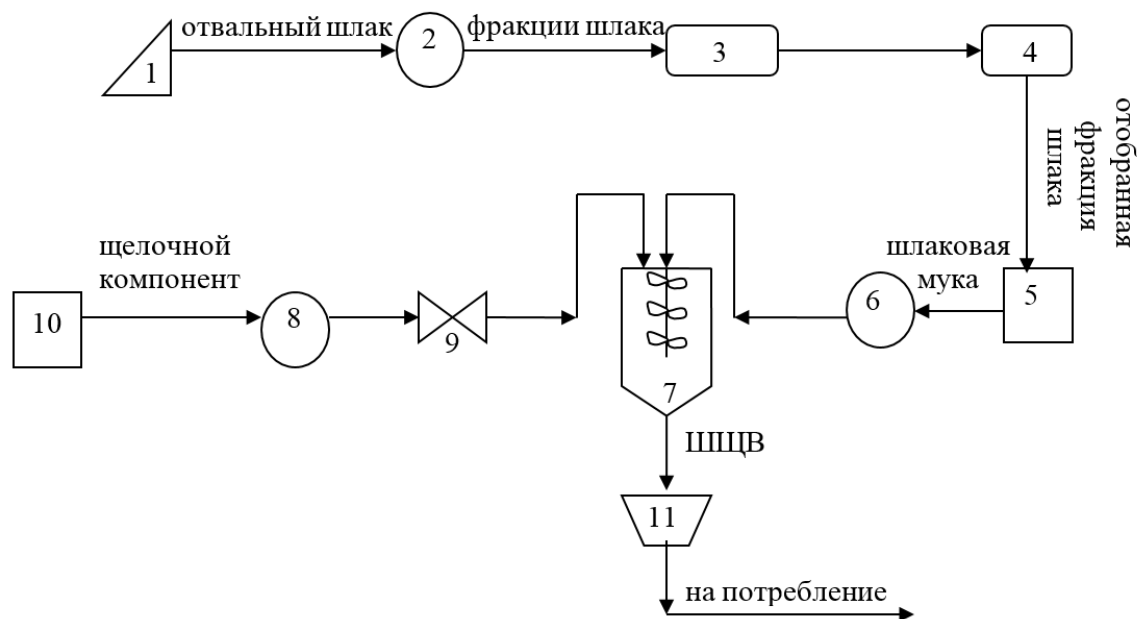 отвальный шлак
фракции шлака
1
2
3
4
отобранная
фракция
шлака
щелочной
компонент
шлаковая
мука
10
8
9
7
6
5
ШЩВ
11
на потребление